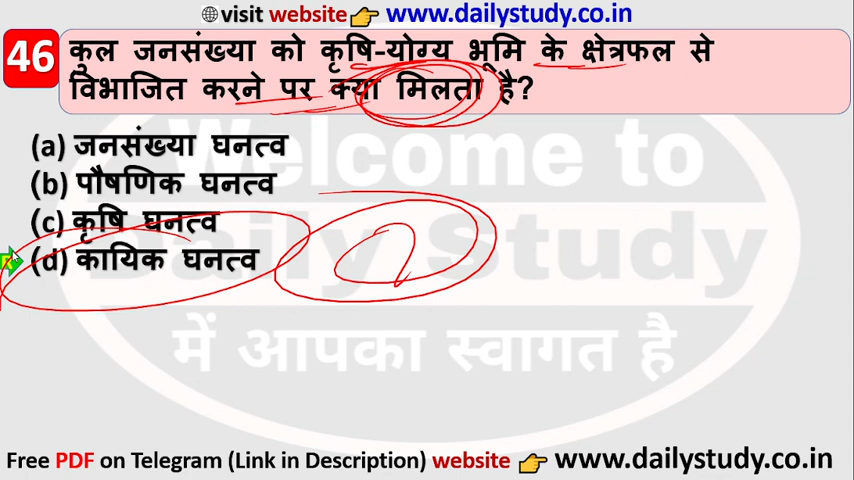 visit website 👉 www.dailystudy.co.in
46 कुल जनसंख्या को कृषि-योग्य भूमि के क्षेत्रफल से
विभाजित करने पर क्या मिलता है?
(a) जनसंख्या घनत्व
(b) पौषणिक घनत्व
(c) कृषि घनत्व
(d) कायिक घनत्व
Welcome to
Daily Study
में आपका स्वागत है
Free PDF on Telegram (Link in Description) website 👉 www.dailystudy.co.in